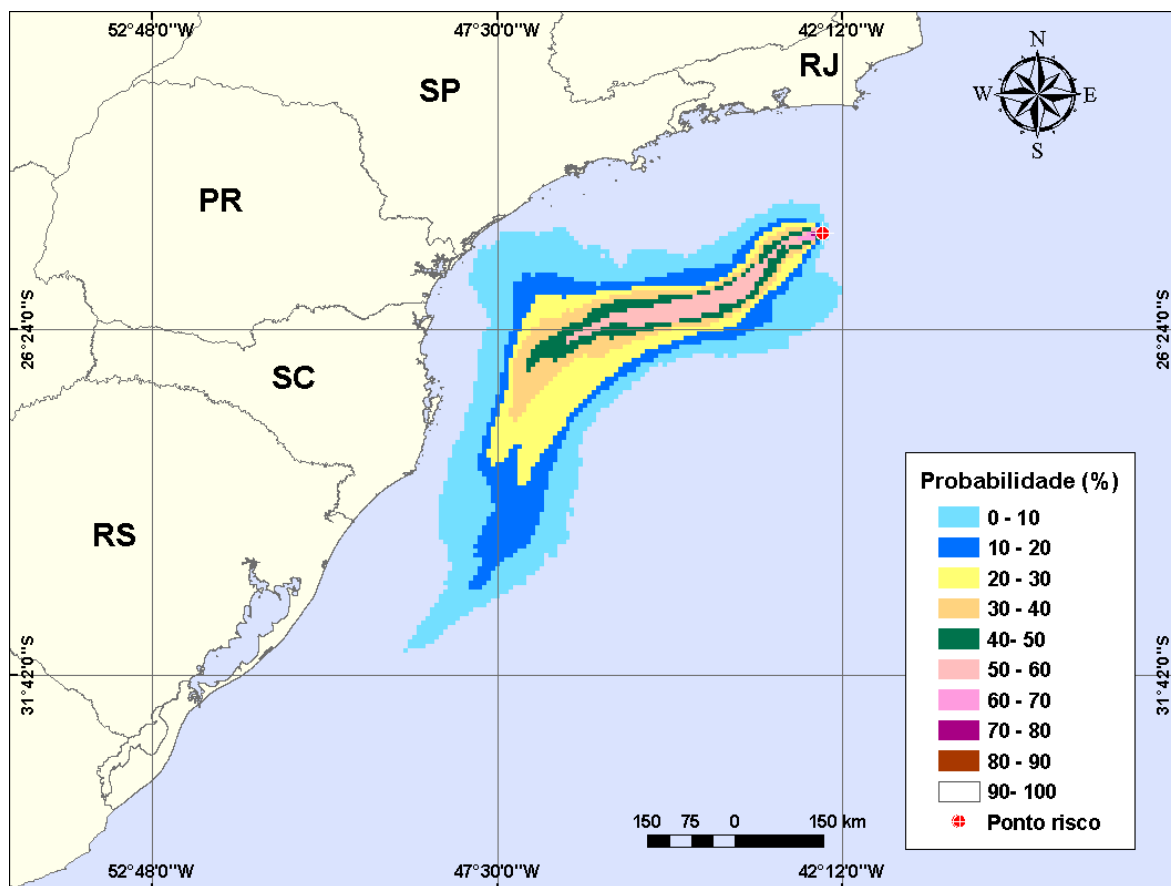 52°48'0"W 47°30'0"W 42°12'0"W
RJ
SP
N
W E
S
PR
26°24'0"S 26°24'0"S
SC
RS
31°42'0"S 31°42'0"S
Probabilidade (%)
0 - 10
10 - 20
20 - 30
30 - 40
40- 50
50 - 60
60 - 70
70 - 80
80 - 90
90- 100
Ponto risco
150 75 0 150 km
52°48'0"W 47°30'0"W 42°12'0"W